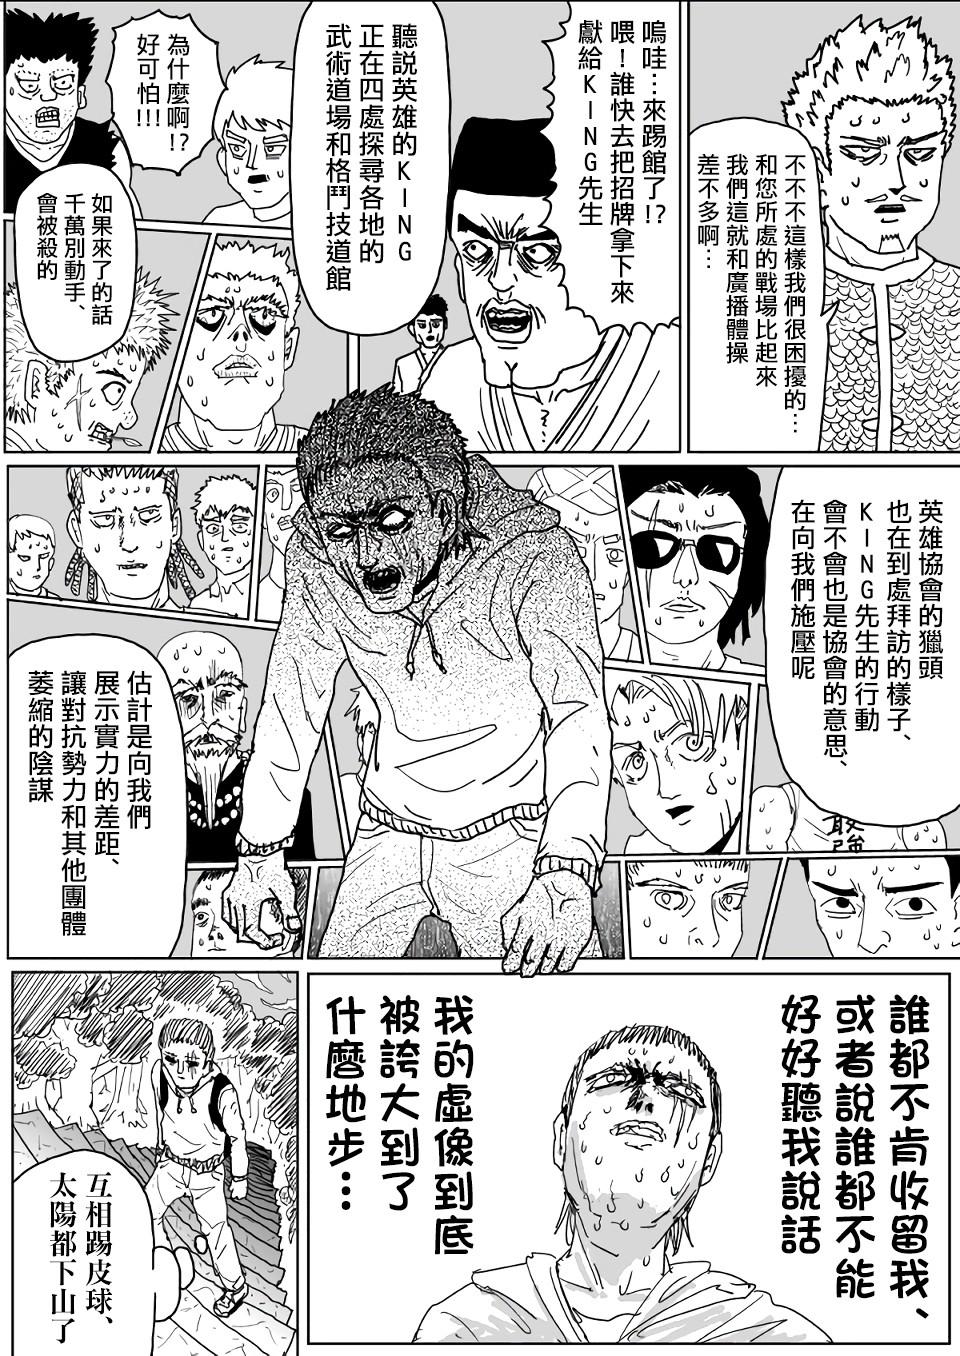 不不不這樣我們很困擾的…
和您所處的戰場比起來
我們這就和廣播體操
差不多啊…
嗚哇…來踢館了!?
喂！誰快去把招牌拿下來
獻給KING先生
聽説英雄的KING
正在四處探尋各地的
武術道場和格鬥技道館
為什麼啊!?
好可怕!!!
如果來了的話
千萬別動手、
會被殺的
英雄協會的獵頭
也在到處拜訪的樣子、
KING先生的行動
會不會也是協會的意思、
在向我們施壓呢
最強
估計是向我們
展示實力的差距、
讓對抗勢力和其他團體
萎縮的陰謀
誰都不肯收留我、
或者說誰都不能
好好聽我說話
我的虛像到底
被誇大到了
什麼地步…
互相踢皮球、
太陽都下山了